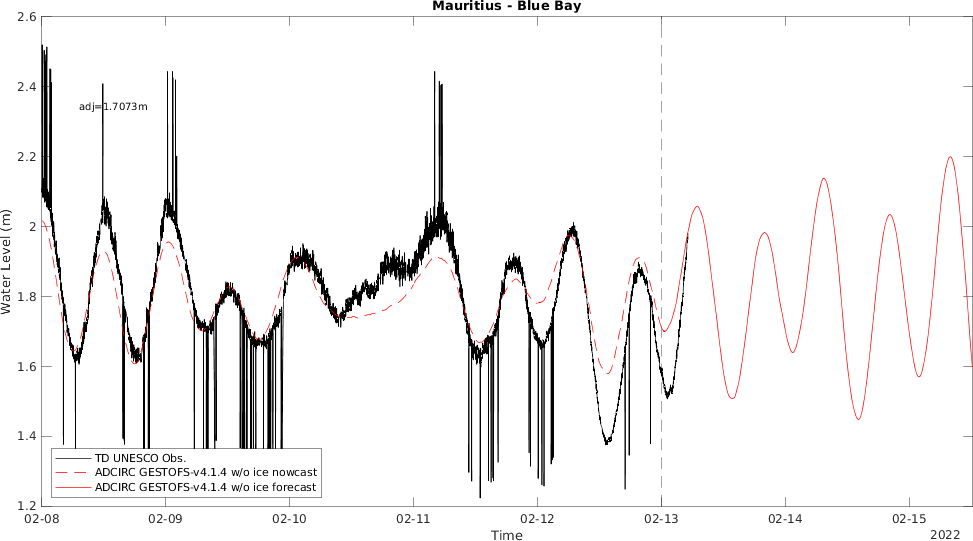 Mauritius - Blue Bay
2.6
2.4
2.2
2
1.8
1.6
1.4
1.2
Water Level (m)
adj=1.7073m
TD UNESCO Obs.
ADCIRC GESTOFS-v4.1.4 w/o ice nowcast
ADCIRC GESTOFS-v4.1.4 w/o ice forecast
02-08 02-09 02-10 02-11 02-12 02-13 02-14 02-15
Time
2022